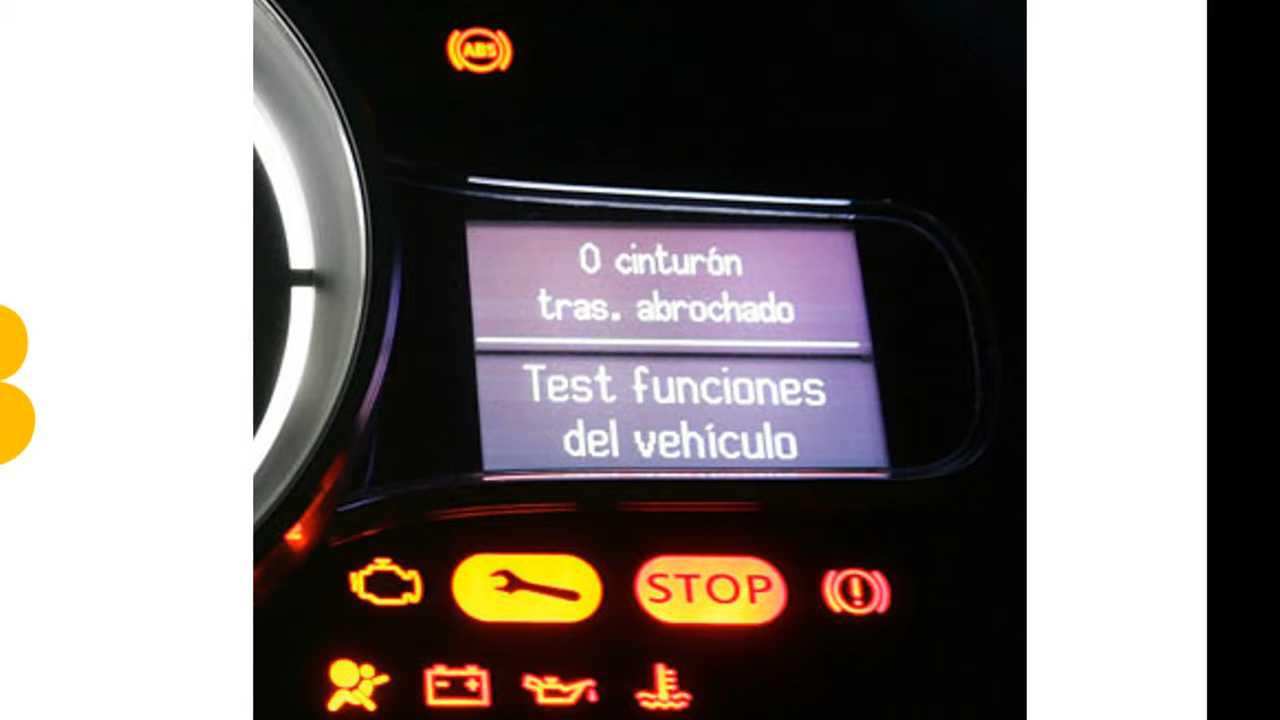 ABS
0 cinturón
tras. abrochado
Test funciones
del vehículo
STOP